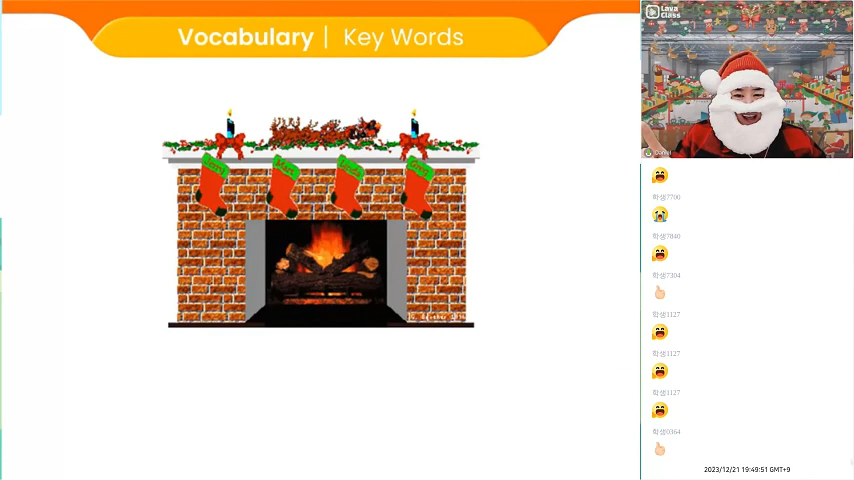 Vocabulary | Key Words
Lava
Class
Daniel
학생7700
학생7840
학생7304
학생1127
학생1127
학생1127
학생0364
2023/12/21 19:49:51 GMT+9